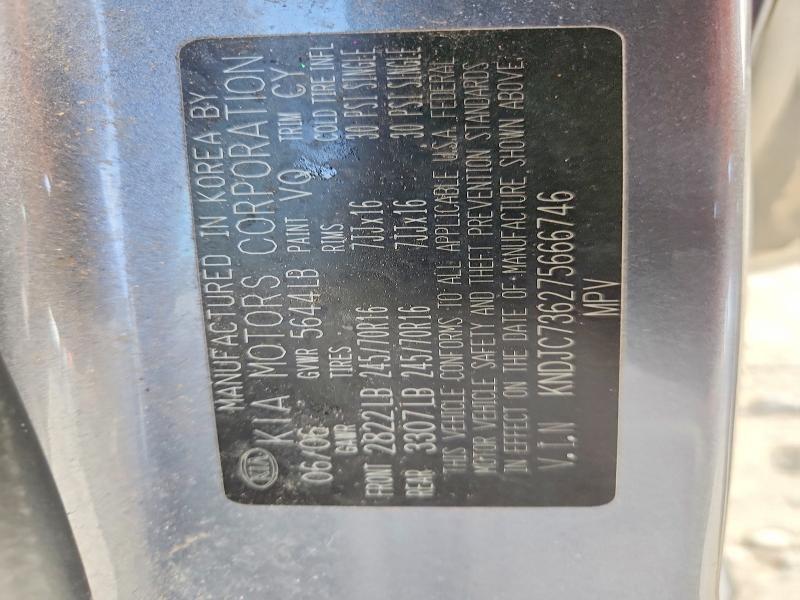 MANUFACTURED IN KOREA BY
KIA KIA MOTORS CORPORATION
06/06 GVWR 5644LB PAINT VQ TRIM CY
GAWR TIRES RIMS COLD TIRE INFL
FRONT 2822LB 245/70R16 7JJx16 30 PSI SINGLE
REAR 3307LB 245/70R16 7JJx16 30 PSI SINGLE
THIS VEHICLE CONFORMS TO ALL APPLICABLE U.S.A. FEDERAL
MOTOR VEHICLE SAFETY AND THEFT PREVENTION STANDARDS
IN EFFECT ON THE DATE OF MANUFACTURE SHOWN ABOVE.
V.I.N KNDJC736275666746
MPV